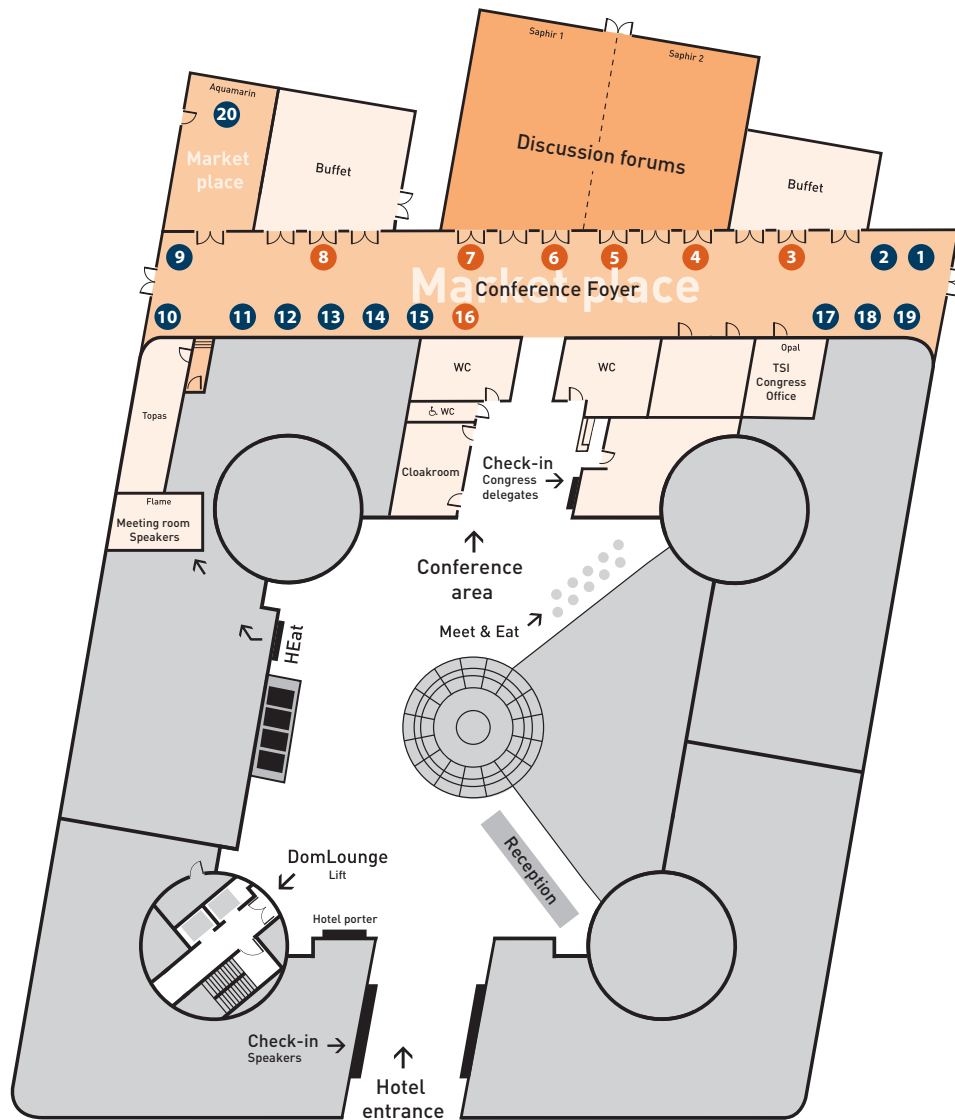 Saphir 1
Saphir 2
Aquamarin
20
Market
place
Buffet
Discussion forums
Buffet
9
8
7
6
5
4
3
2
1
Market place
Conference Foyer
10
11
12
13
14
15
16
17
18
19
WC
WC
Opal
TSI
Congress
Office
Topas
WC
Cloakroom
Check-in
Congress
delegates
Flame
Meeting room
Speakers
Conference
area
Meet & Eat
HEat
Reception
DomLounge
Lift
Hotel porter
Check-in
Speakers
Hotel
entrance